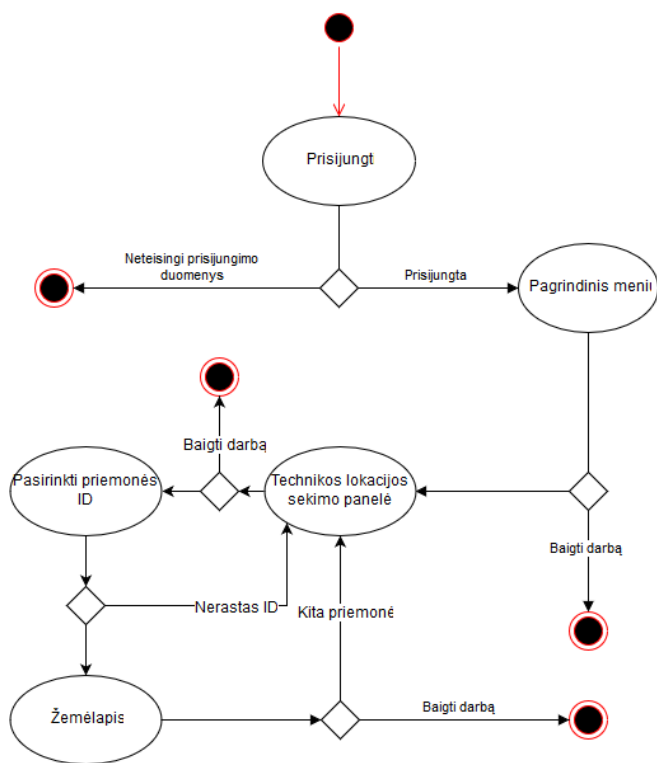 Prisijungt
Neteisingi prisijungimo
duomenys
Prisijungta
Pagrindinis meniu
Baigti darbą
Pasirinkti priemonės
ID
Technikos lokacijos
sekimo panelė
Baigti darbą
Nerastas ID
Kita priemonė
Žemėlapis
Baigti darbą